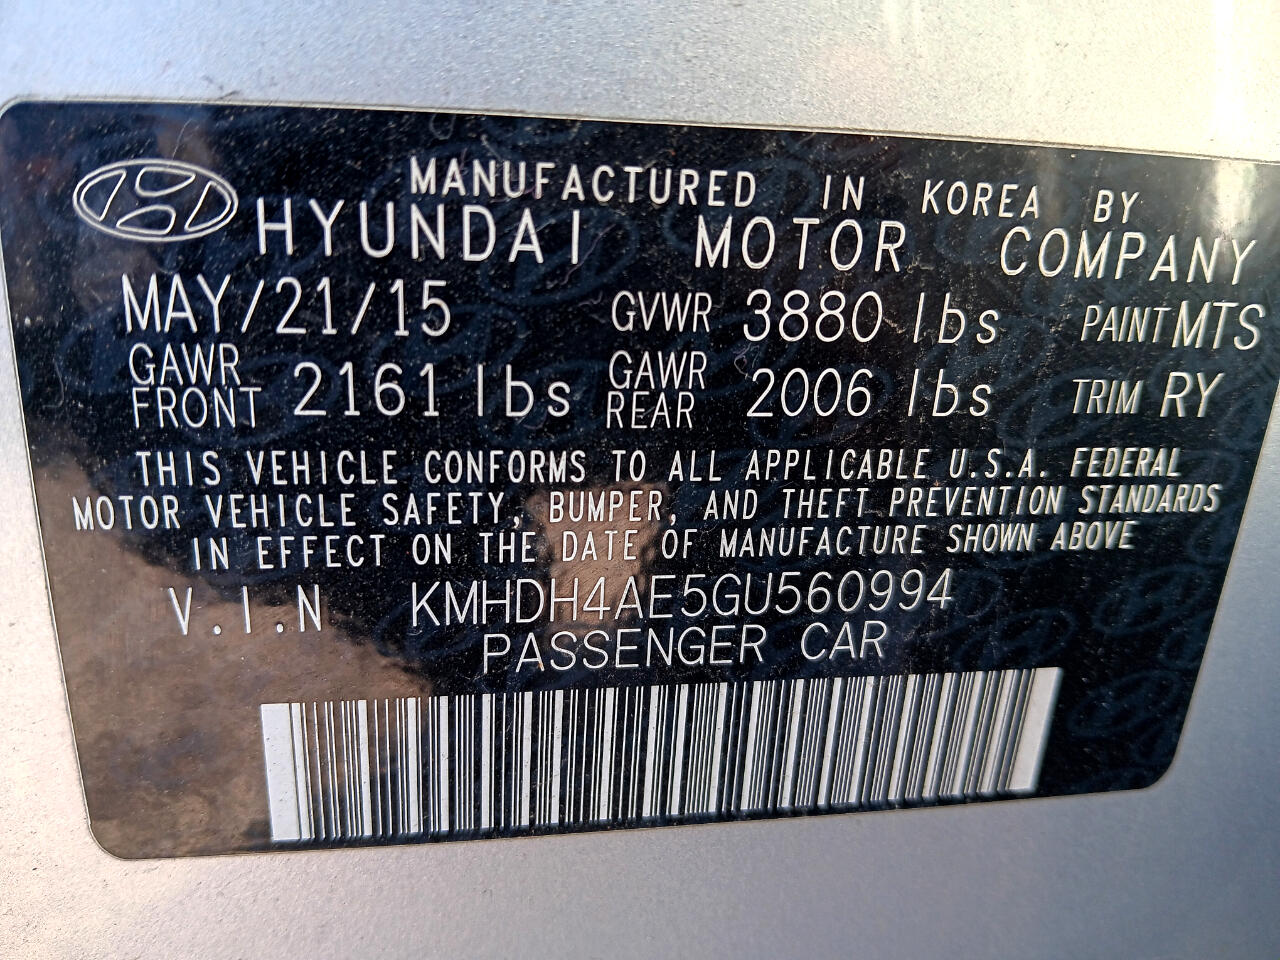 MANUFACTURED IN KOREA BY
HYUNDAI MOTOR COMPANY
MAY/21/15 GVWR 3880 lbs PAINT MTS
GAWR FRONT 2161 lbs GAWR REAR 2006 lbs TRIM RY
THIS VEHICLE CONFORMS TO ALL APPLICABLE U.S.A. FEDERAL
MOTOR VEHICLE SAFETY, BUMPER, AND THEFT PREVENTION STANDARDS
IN EFFECT ON THE DATE OF MANUFACTURE SHOWN ABOVE
V.I.N KMHDH4AE5GU560994
PASSENGER CAR